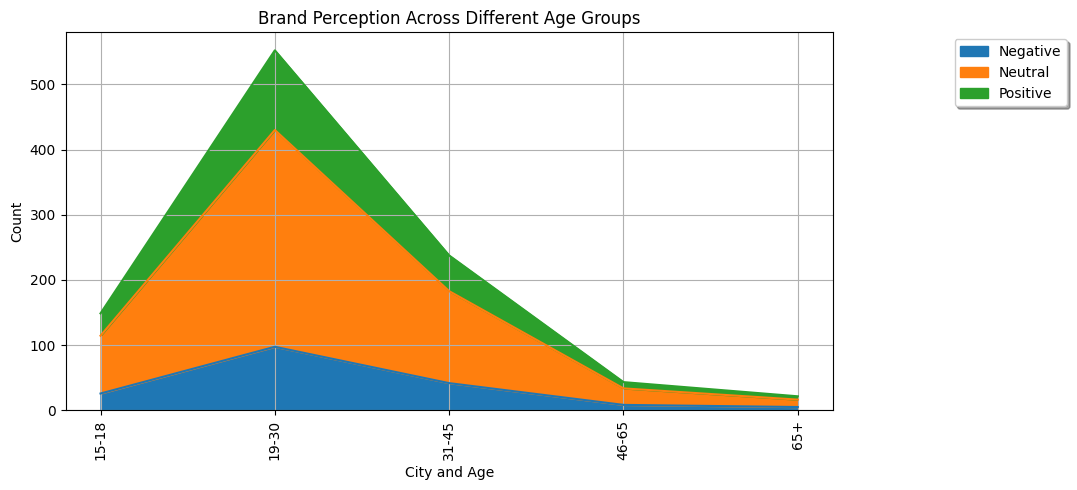 Brand Perception Across Different Age Groups
Negative
Neutral
Positive
500
400
300
200
100
0
Count
15-18
19-30
31-45
46-65
65+
City and Age